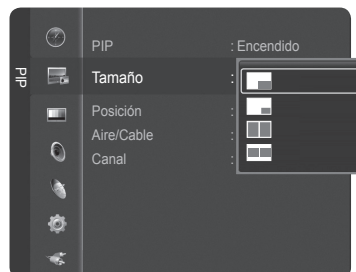 PIP
PIP : Encendido
Tamaño :
Posición :
Aire/Cable :
Canal :